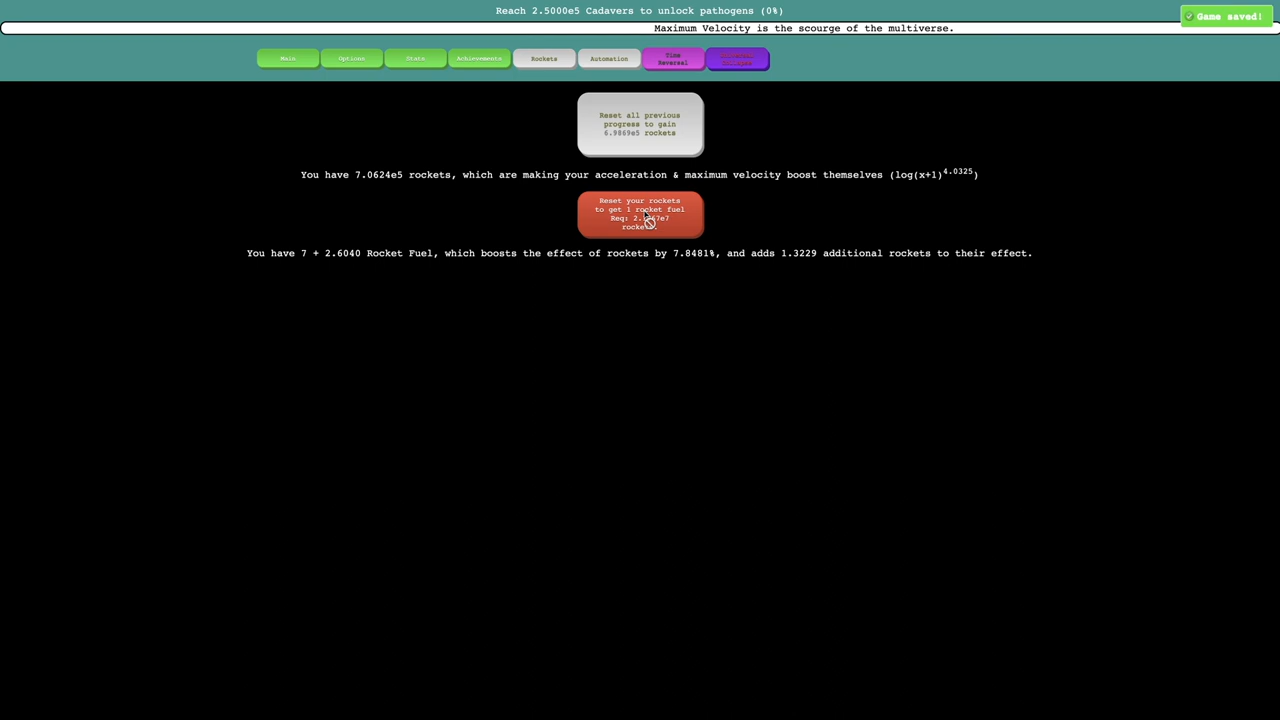 Reach 2.5000e5 Cadavers to unlock pathogens (0%)
Game saved!
Maximum Velocity is the scourge of the multiverse.
Main
Options
Stats
Achievements
Rockets
Automation
Time
Reversal
Universal
Collapse
Reset all previous
progress to gain
6.9869e5 rockets
You have 7.0624e5 rockets, which are making your acceleration & maximum velocity boost themselves (log(x+1)^4.0325)
Reset your rockets
to get 1 rocket fuel
Req:
You have 7 + 2.6040 Rocket Fuel, which boosts the effect of rockets by 7.8481%, and adds 1.3229 additional rockets to their effect.